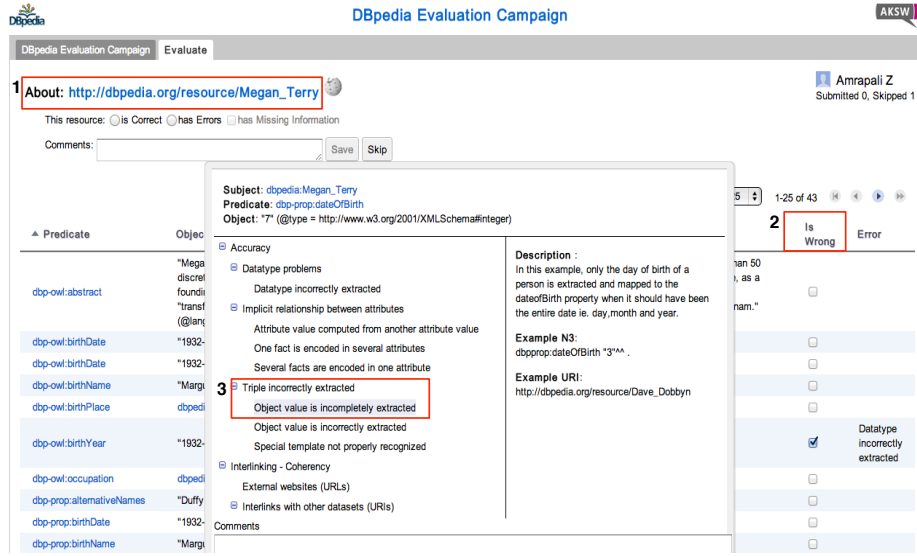 DBpedia
DBpedia Evaluation Campaign
AKSW
DBpedia Evaluation Campaign
Evaluate
1
About: http://dbpedia.org/resource/Megan_Terry
Amrapali Z
Submitted 0, Skipped 1
This resource: is Correct has Errors has Missing Information
Comments:
Save
Skip
5
1-25 of 43
Predicate
Objec
2
Is Wrong
Error
dbp-owl:abstract
"Mega
discret
foundi
"transf
(@lang
an 50
, as a
nam."
dbp-owl:birthDate
"1932-
dbp-owl:birthDate
"1932-
dbp-owl:birthName
"Margu
dbp-owl:birthPlace
dbpedi
dbp-owl:birthYear
"1932-
Datatype
incorrectly
extracted
dbp-owl:occupation
dbpedi
dbp-prop:alternativeNames
"Duffy
dbp-prop:birthDate
"1932-
dbp-prop:birthName
"Margu
Subject: dbpedia:Megan_Terry
Predicate: dbp-prop:dateOfBirth
Object: "7" (@type = http://www.w3.org/2001/XMLSchema#integer)
Accuracy
Datatype problems
Datatype incorrectly extracted
Implicit relationship between attributes
Attribute value computed from another attribute value
One fact is encoded in several attributes
Several facts are encoded in one attribute
3
Triple incorrectly extracted
Object value is incompletely extracted
Object value is incorrectly extracted
Special template not properly recognized
Interlinking - Coherency
External websites (URLs)
Interlinks with other datasets (URIs)
Description :
In this example, only the day of birth of a
person is extracted and mapped to the
dateofBirth property when it should have been
the entire date ie. day,month and year.
Example N3:
dbpprop:dateOfBirth "3"^^ .
Example URI:
http://dbpedia.org/resource/Dave_Dobbyn
Comments